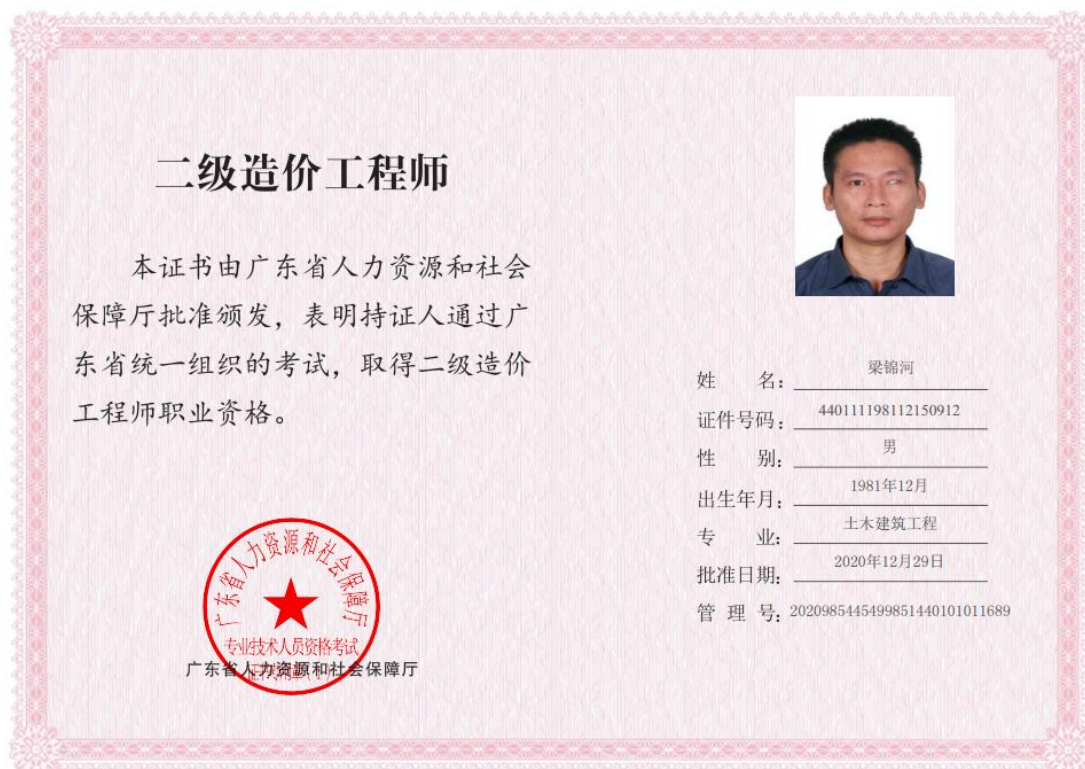 二级造价工程师
本证书由广东省人力资源和社会
保障厅批准颁发，表明持证人通过广
东省统一组织的考试，取得二级造价
工程师职业资格。
姓 名：梁锦河
证件号码：440111198112150912
性 别：男
出生年月：1981年12月
专 业：土木建筑工程
批准日期：2020年12月29日
管 理 号：20209854454998514401010116​89
广东省人力资源和社会保障厅
专业技术人员资格考试
广东省人力资源和社会保障厅